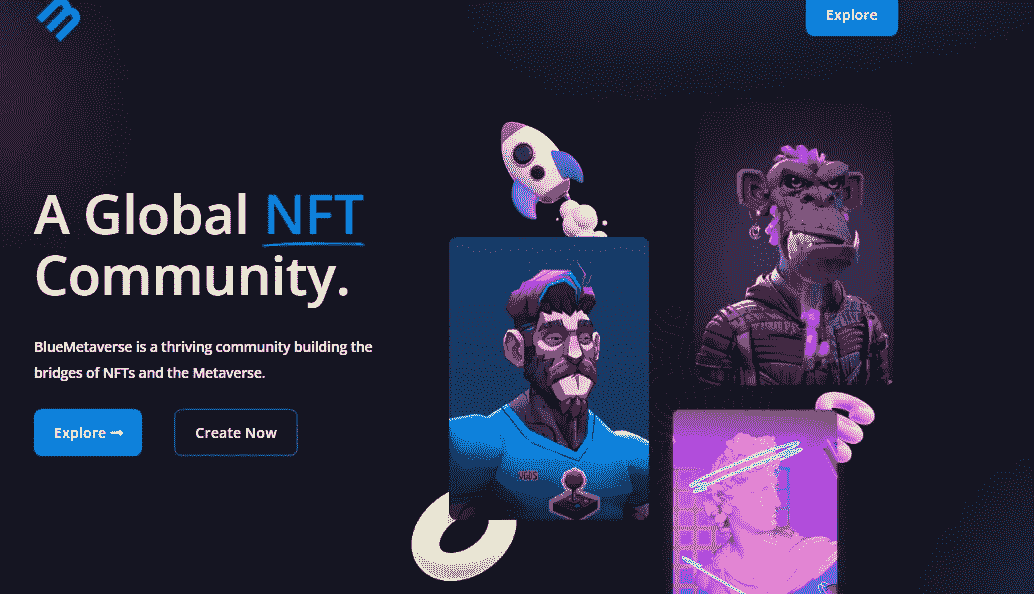 Explore
A Global NFT
Community.
BlueMetaverse is a thriving community building the
bridges of NFTs and the Metaverse.
Explore →
Create Now